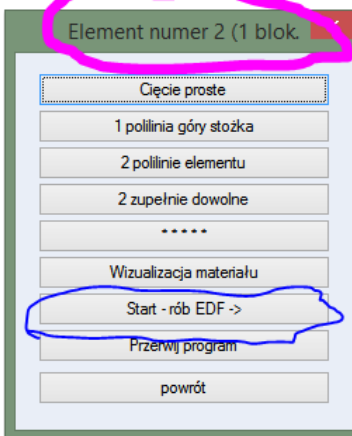 Element numer 2 (1 blok.
Cięcie proste
1 polilinia góry stożka
2 polilinie elementu
2 zupełnie dowolne
*****
Wizualizacja materiału
Start - rób EDF ->
Przerwij program
powrót